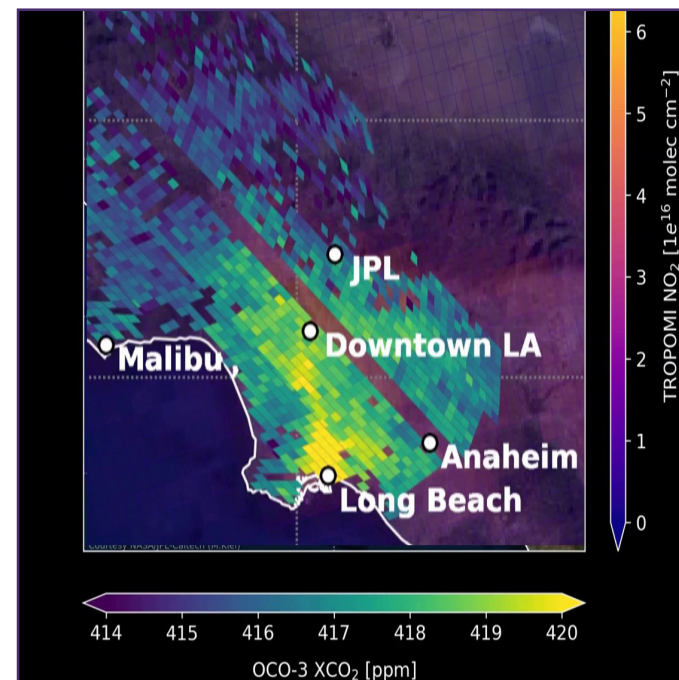 6
5
4
3
2
1
0
TROPOMI NO₂ [1e¹⁶ molec cm⁻²]
JPL
Downtown LA
Malibu
Anaheim
Long Beach
Courtesy NASA/JPL-Caltech (M.Kiel)
414 415 416 417 418 419 420
OCO-3 XCO₂ [ppm]